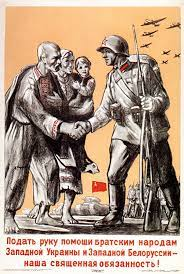 Подать руку помощи братским народам
Западной Украины и Западной Белоруссии–
наша священная обязанность!